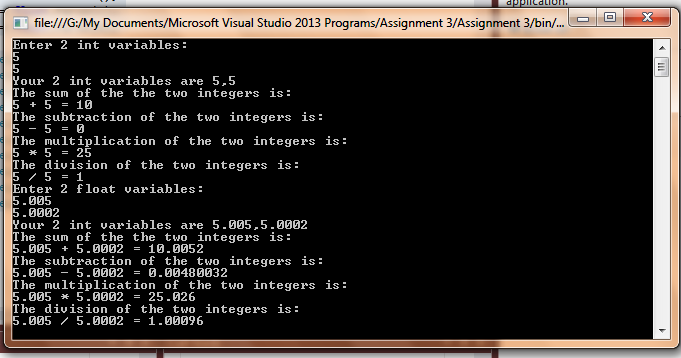 application.
file:///G:/My Documents/Microsoft Visual Studio 2013 Programs/Assignment 3/Assignment 3/bin/...
Enter 2 int variables:
5
5
Your 2 int variables are 5,5
The sum of the the two integers is:
5 + 5 = 10
The subtraction of the two integers is:
5 - 5 = 0
The multiplication of the two integers is:
5 * 5 = 25
The division of the two integers is:
5 / 5 = 1
Enter 2 float variables:
5.005
5.0002
Your 2 int variables are 5.005,5.0002
The sum of the the two integers is:
5.005 + 5.0002 = 10.0052
The subtraction of the two integers is:
5.005 - 5.0002 = 0.00480032
The multiplication of the two integers is:
5.005 * 5.0002 = 25.026
The division of the two integers is:
5.005 / 5.0002 = 1.00096